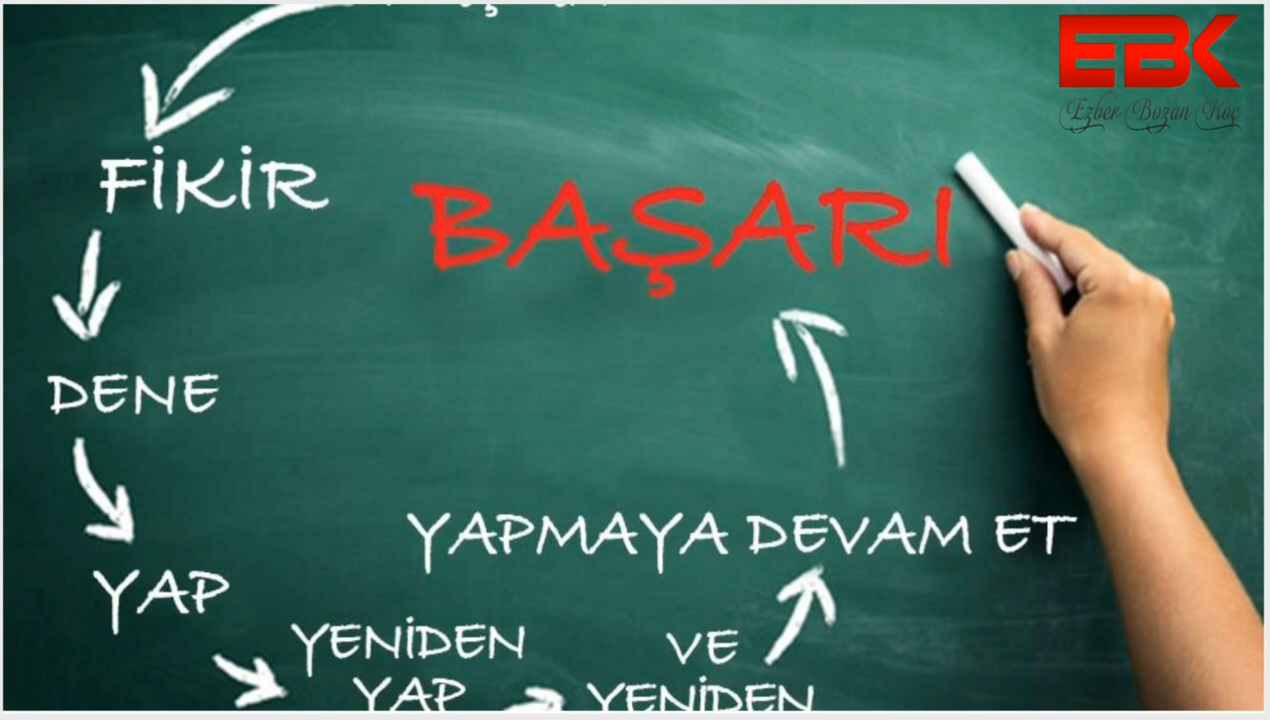 EBK
Ezber Bozan Koç
FİKİR
BAŞARI
DENE
YAPMAYA DEVAM ET
YAP
YENİDEN
YAP
VE
YENİDEN